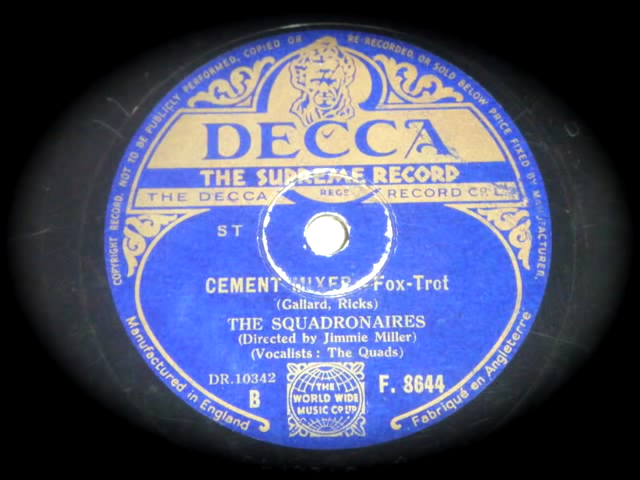 COPYRIGHT RECORD. NOT TO BE PUBLICLY PERFORMED, COPIED OR RE-RECORDED, OR SOLD BELOW PRICE FIXED BY MANUFACTURER.
DECCA
THE SUPREME RECORD
THE DECCA REGD RECORD CO.
ST
CEMENT MIXER - Fox-Trot
(Gallard, Ricks)
THE SQUADRONAIRES
(Directed by Jimmie Miller)
(Vocalists : The Quads)
DR.10342
B
F. 8644
THE
WORLD WIDE
MUSIC CO LTD
Manufactured in England
Fabriqué en Angleterre